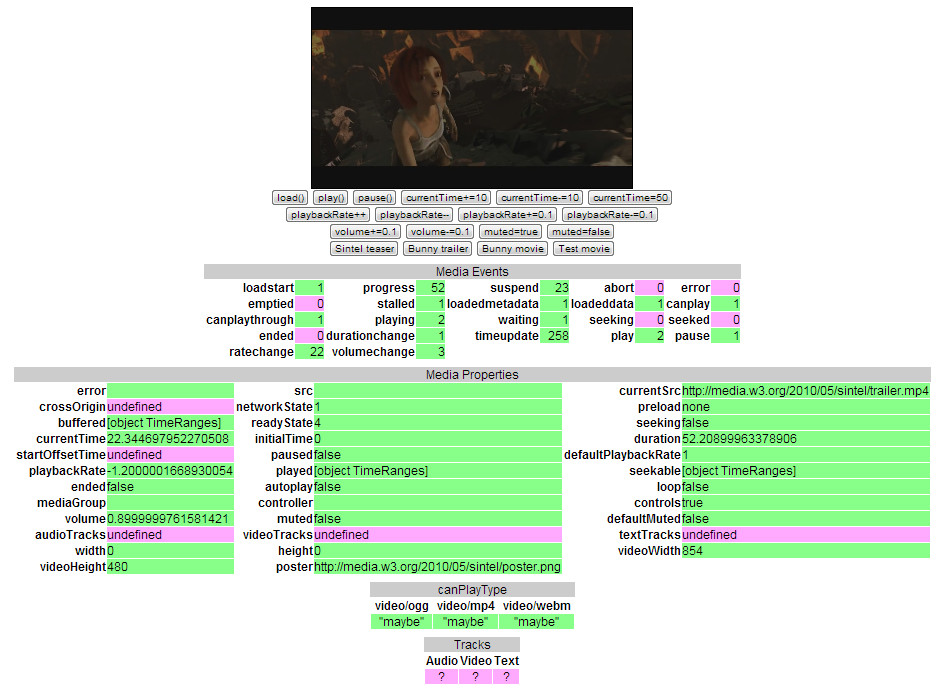 load() play() pause() currentTime+=10 currentTime-=10 currentTime=50
playbackRate++ playbackRate-- playbackRate+=0.1 playbackRate-=0.1
volume+=0.1 volume-=0.1 muted=true muted=false
Sintel teaser Bunny trailer Bunny movie Test movie
Media Events
loadstart 1 progress 52 suspend 23 abort 0 error 0
emptied 0 stalled 1 loadedmetadata 1 loadeddata 1 canplay 1
canplaythrough 1 playing 2 waiting 1 seeking 0 seeked 0
ended 0 durationchange 1 timeupdate 258 play 2 pause 1
ratechange 22 volumechange 3
Media Properties
error src currentSrc http://media.w3.org/2010/05/sintel/trailer.mp4
crossOrigin undefined networkState 1 preload none
buffered [object TimeRanges] readyState 4 seeking false
currentTime 22.344697952270508 initialTime 0 duration 52.20899963378906
startOffsetTime undefined paused false defaultPlaybackRate 1
playbackRate -1.2000001668930054 played [object TimeRanges] seekable [object TimeRanges]
ended false autoplay false loop false
mediaGroup controller controls true
volume 0.8999999761581421 muted false defaultMuted false
audioTracks undefined videoTracks undefined textTracks undefined
width 0 height 0 videoWidth 854
videoHeight 480 poster http://media.w3.org/2010/05/sintel/poster.png
canPlayType
video/ogg video/mp4 video/webm
"maybe" "maybe" "maybe"
Tracks
Audio Video Text
? ? ?